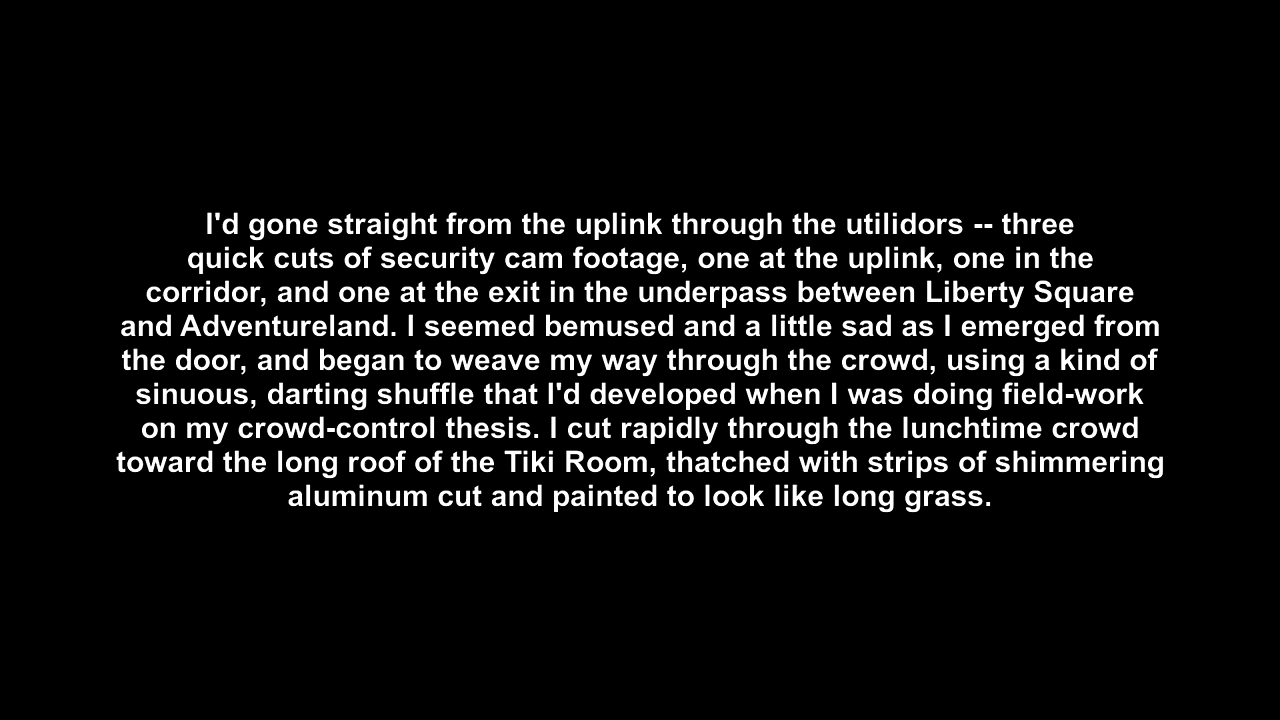 I'd gone straight from the uplink through the utilidors -- three
quick cuts of security cam footage, one at the uplink, one in the
corridor, and one at the exit in the underpass between Liberty Square
and Adventureland. I seemed bemused and a little sad as I emerged from
the door, and began to weave my way through the crowd, using a kind of
sinuous, darting shuffle that I'd developed when I was doing field-work
on my crowd-control thesis. I cut rapidly through the lunchtime crowd
toward the long roof of the Tiki Room, thatched with strips of shimmering
aluminum cut and painted to look like long grass.